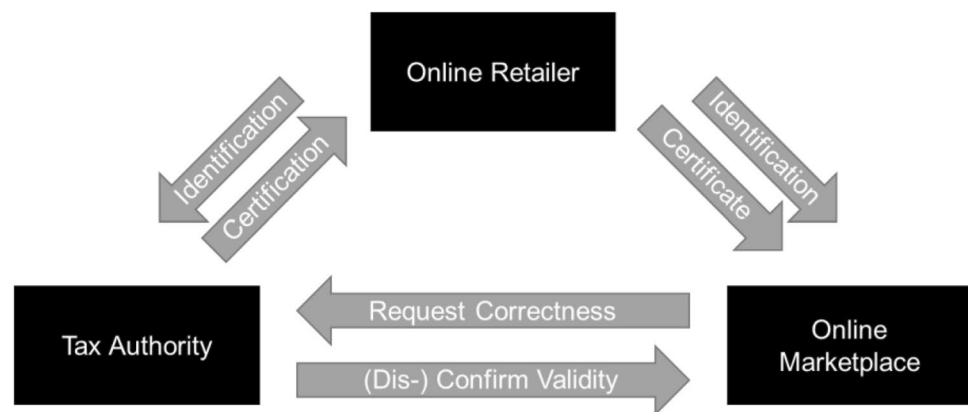 Online Retailer
Identification
Certification
Identification
Certificate
Request Correctness
Tax Authority
Online
Marketplace
(Dis-) Confirm Validity